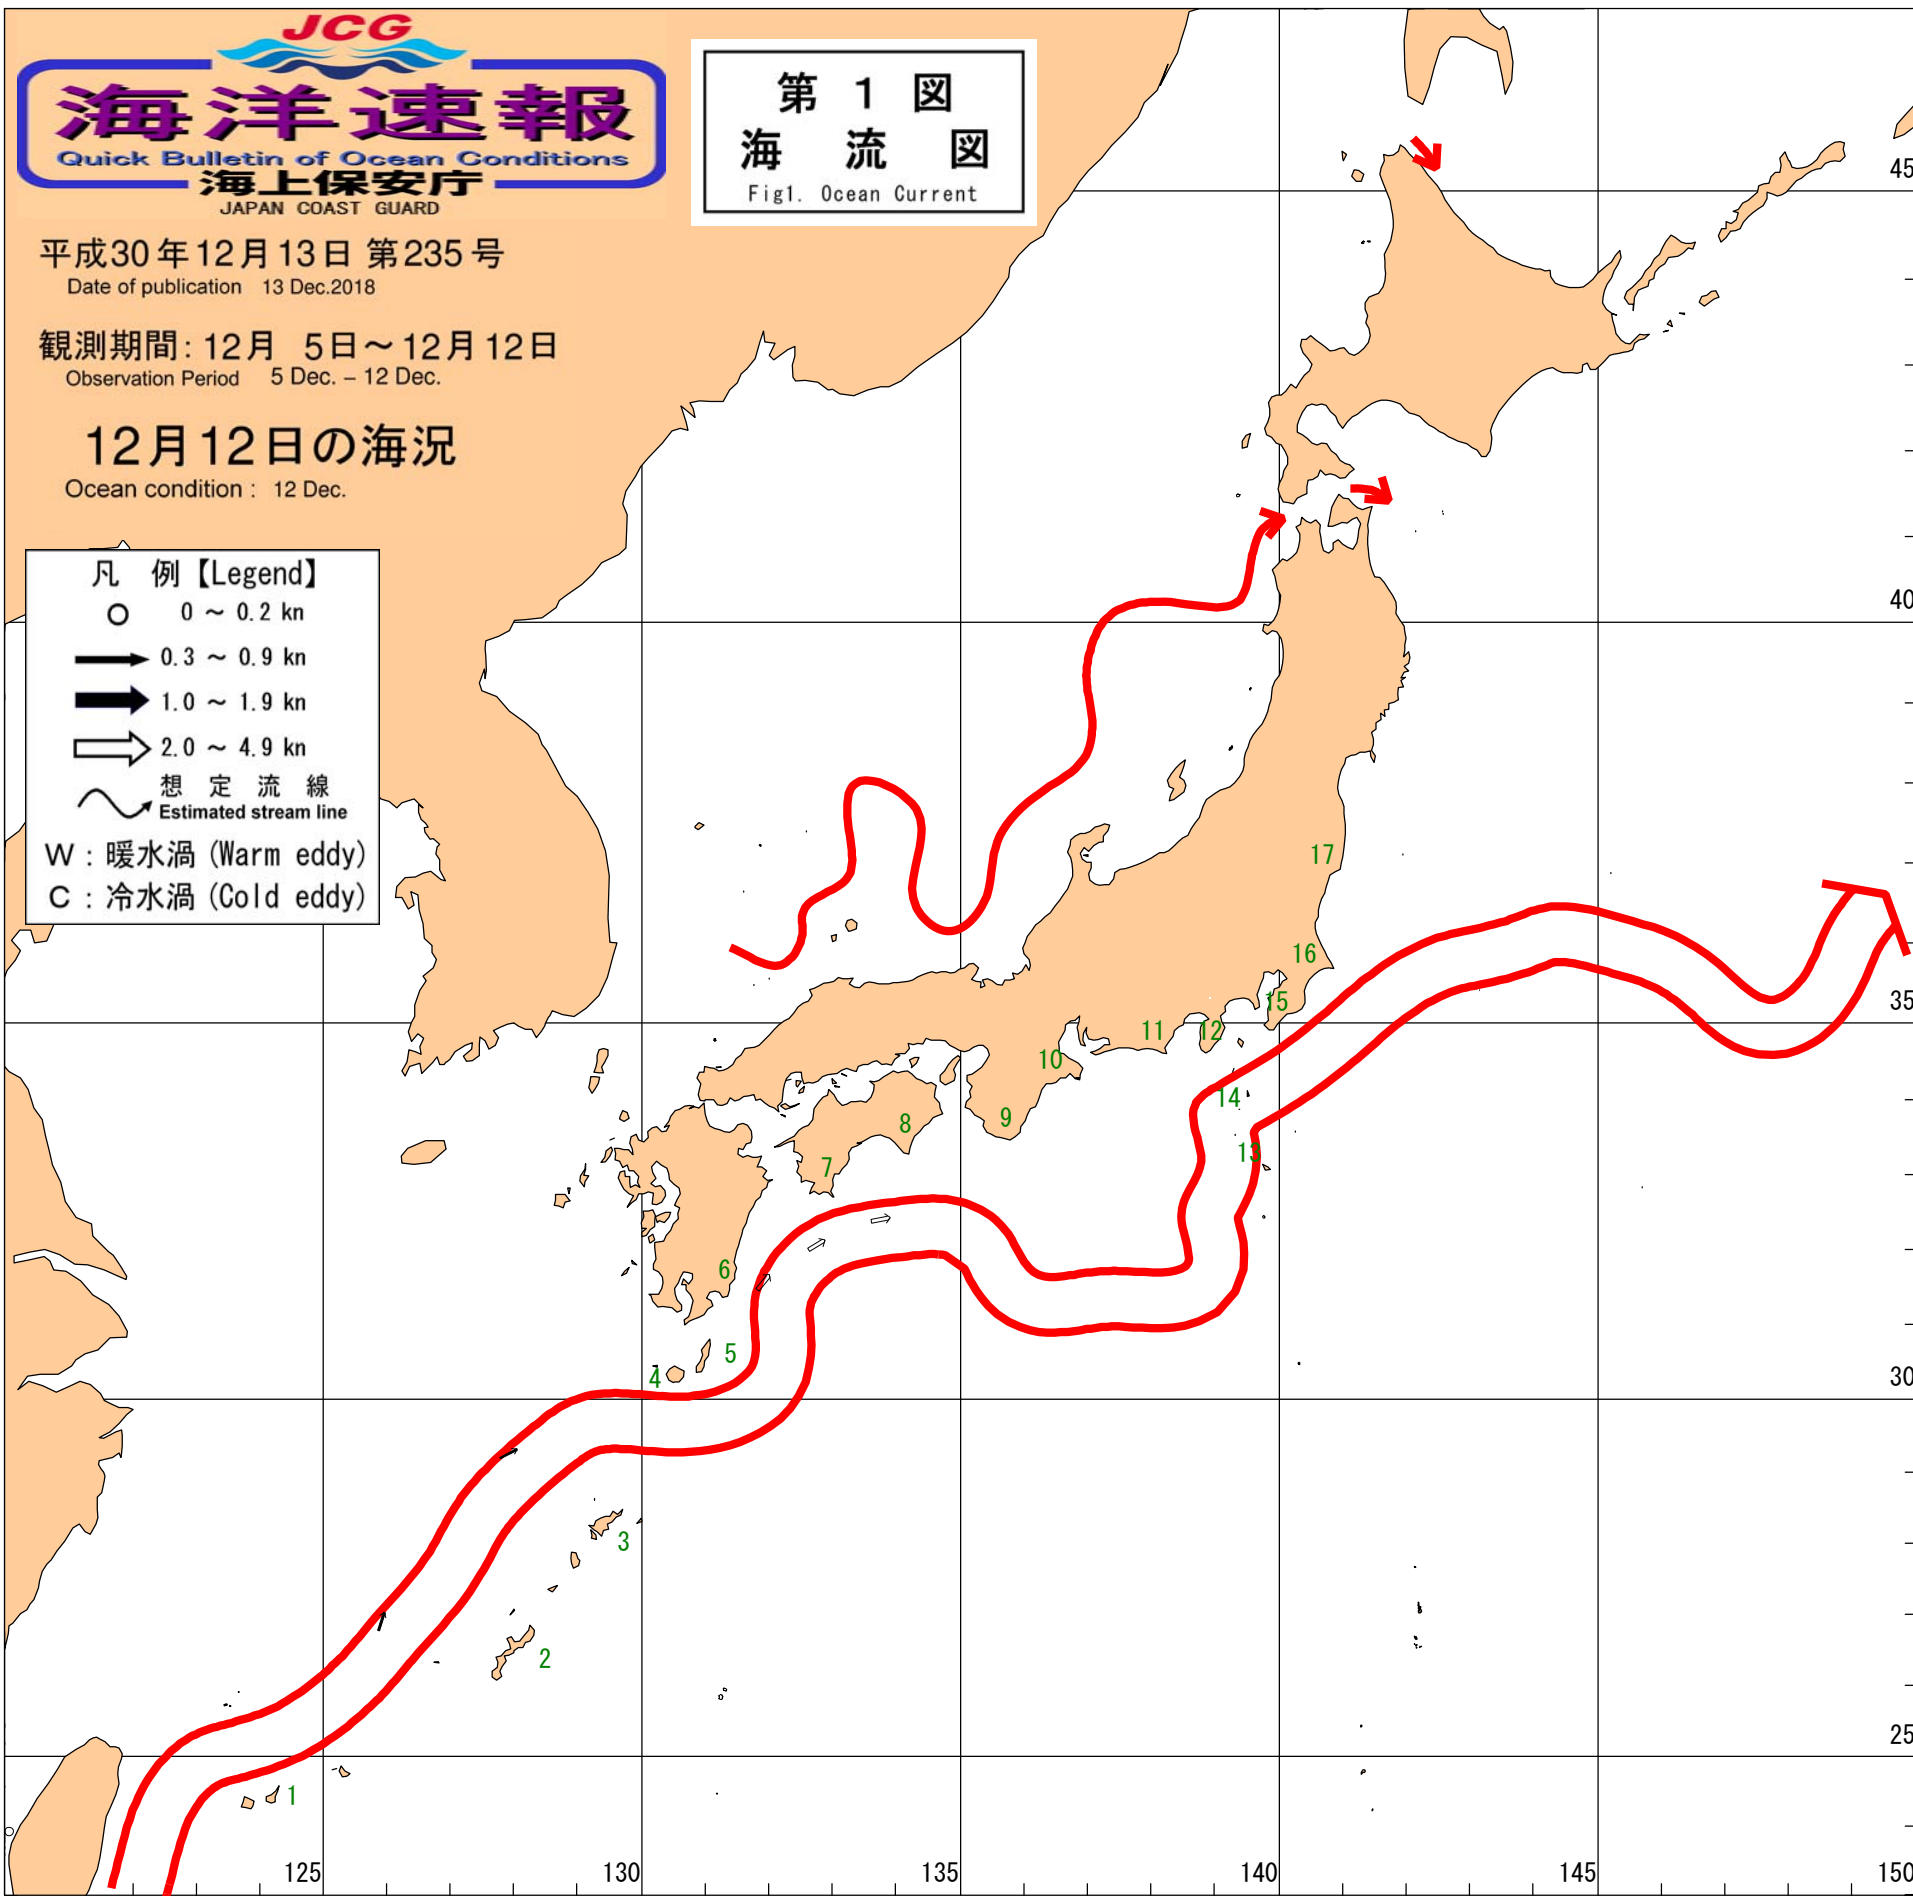 JCG
海洋速報
Quick Bulletin of Ocean Conditions
海上保安庁
JAPAN COAST GUARD
第 1 図
海 流 図
Fig1. Ocean Current
平成30年12月13日 第235号
Date of publication 13 Dec.2018
観測期間: 12月 5日～12月12日
Observation Period 5 Dec. – 12 Dec.
12月12日の海況
Ocean condition : 12 Dec.
凡 例【Legend】
0 ～ 0.2 kn
0.3 ～ 0.9 kn
1.0 ～ 1.9 kn
2.0 ～ 4.9 kn
想 定 流 線
Estimated stream line
W : 暖水渦 (Warm eddy)
C : 冷水渦 (Cold eddy)
45
40
17
16
35
15
11
12
10
14
9
8
13
7
6
5
4
30
3
2
25
1
125
130
135
140
145
150